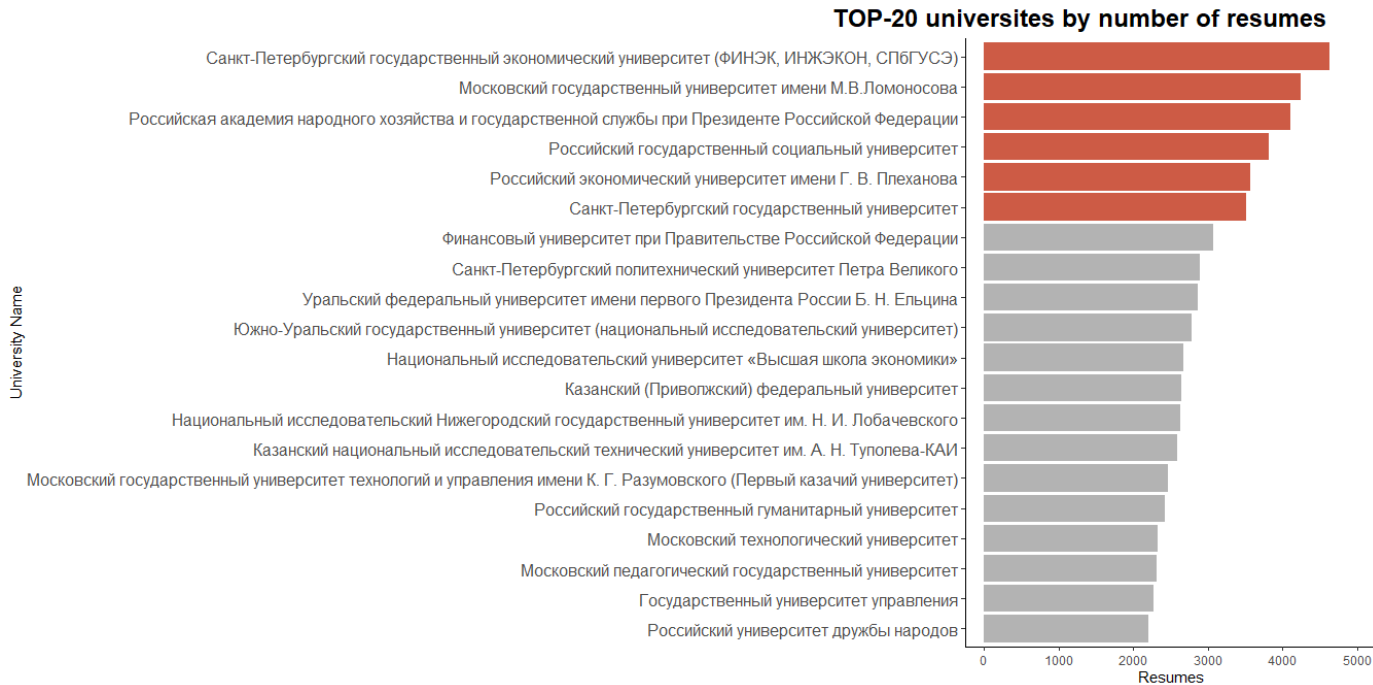 TOP-20 universites by number of resumes
University Name
Санкт-Петербургский государственный экономический университет (ФИНЭК, ИНЖЭКОН, СПбГУСЭ)
Московский государственный университет имени М.В.Ломоносова
Российская академия народного хозяйства и государственной службы при Президенте Российской Федерации
Российский государственный социальный университет
Российский экономический университет имени Г. В. Плеханова
Санкт-Петербургский государственный университет
Финансовый университет при Правительстве Российской Федерации
Санкт-Петербургский политехнический университет Петра Великого
Уральский федеральный университет имени первого Президента России Б. Н. Ельцина
Южно-Уральский государственный университет (национальный исследовательский университет)
Национальный исследовательский университет «Высшая школа экономики»
Казанский (Приволжский) федеральный университет
Национальный исследовательский Нижегородский государственный университет им. Н. И. Лобачевского
Казанский национальный исследовательский технический университет им. А. Н. Туполева-КАИ
Московский государственный университет технологий и управления имени К. Г. Разумовского (Первый казачий университет)
Российский государственный гуманитарный университет
Московский технологический университет
Московский педагогический государственный университет
Государственный университет управления
Российский университет дружбы народов
0 1000 2000 3000 4000 5000
Resumes